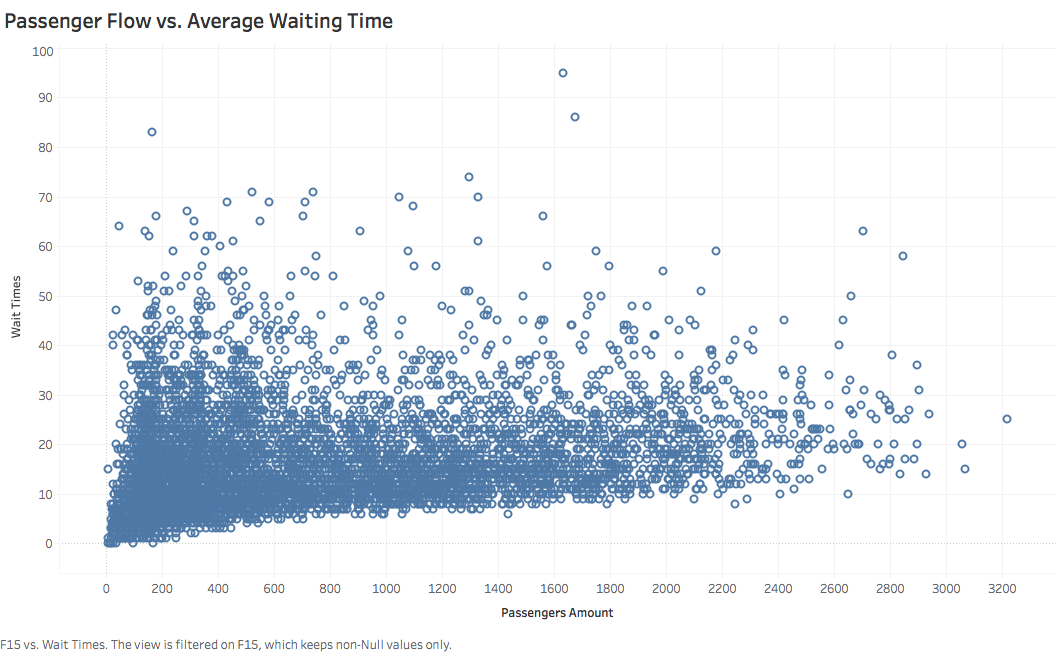 Passenger Flow vs. Average Waiting Time
100
90
80
70
60
50
40
30
20
10
0
Wait Times
0 200 400 600 800 1000 1200 1400 1600 1800 2000 2200 2400 2600 2800 3000 3200
Passengers Amount
F15 vs. Wait Times. The view is filtered on F15, which keeps non-Null values only.